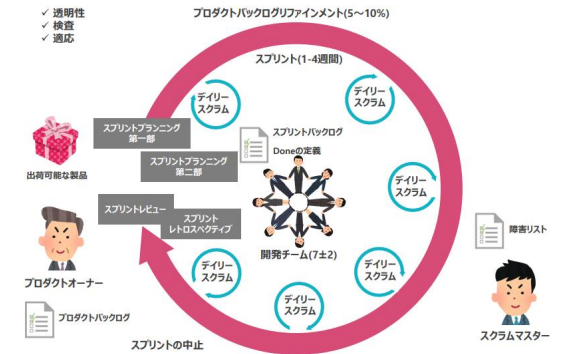 ✓ 透明性
✓ 検査
✓ 適応
プロダクトバックログリファインメント(5～10%)
スプリント(1-4週間)
デイリー
スクラム
デイリー
スクラム
スプリントプランニング
第一部
スプリントバックログ
Doneの定義
スプリントプランニング
第二部
出荷可能な製品
デイリー
スクラム
スプリントレビュー
スプリント
レトロスペクティブ
開発チーム(7±2)
障害リスト
デイリー
スクラム
デイリー
スクラム
デイリー
スクラム
プロダクトオーナー
プロダクトバックログ
スクラムマスター
スプリントの中止